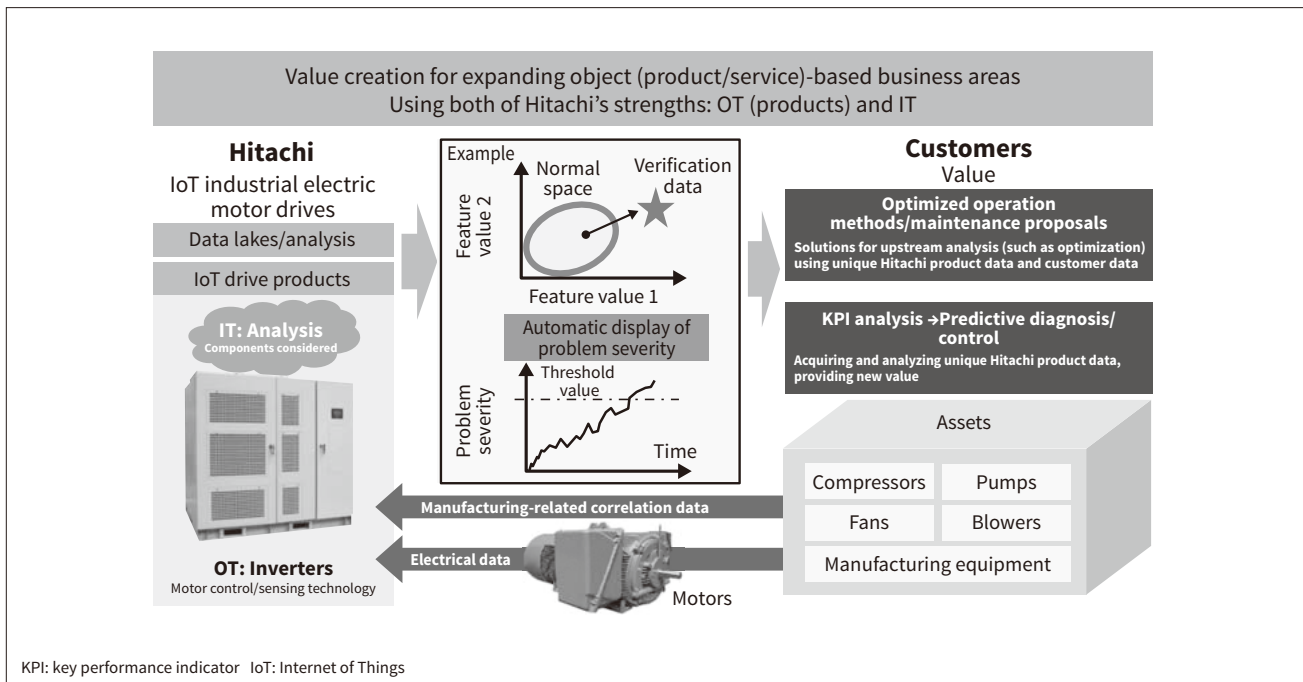 Value creation for expanding object (product/service)-based business areas
Using both of Hitachi’s strengths: OT (products) and IT
Hitachi
IoT industrial electric
motor drives
Data lakes/analysis
IoT drive products
IT: Analysis
Components considered
OT: Inverters
Motor control/sensing technology
Example
Normal
space
Verification
data
Feature
value 2
Feature value 1
Automatic display of
problem severity
Threshold
value
Problem
severity
Time
Customers
Value
Optimized operation
methods/maintenance proposals
Solutions for upstream analysis (such as optimization)
using unique Hitachi product data and customer data
KPI analysis →Predictive diagnosis/
control
Acquiring and analyzing unique Hitachi product data,
providing new value
Assets
Compressors
Pumps
Fans
Blowers
Manufacturing equipment
Manufacturing-related correlation data
Electrical data
Motors
KPI: key performance indicator IoT: Internet of Things